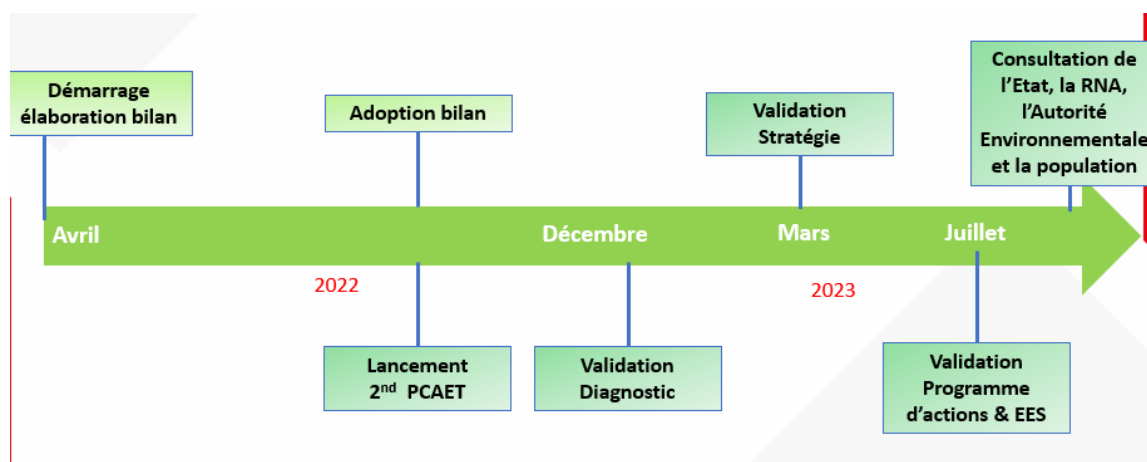 Démarrage
élaboration bilan
Adoption bilan
Validation
Stratégie
Consultation de
l'Etat, la RNA,
l'Autorité
Environnementale
et la population
Avril
Décembre
Mars
Juillet
2022
2023
Lancement
2nd PCAET
Validation
Diagnostic
Validation
Programme
d'actions & EES